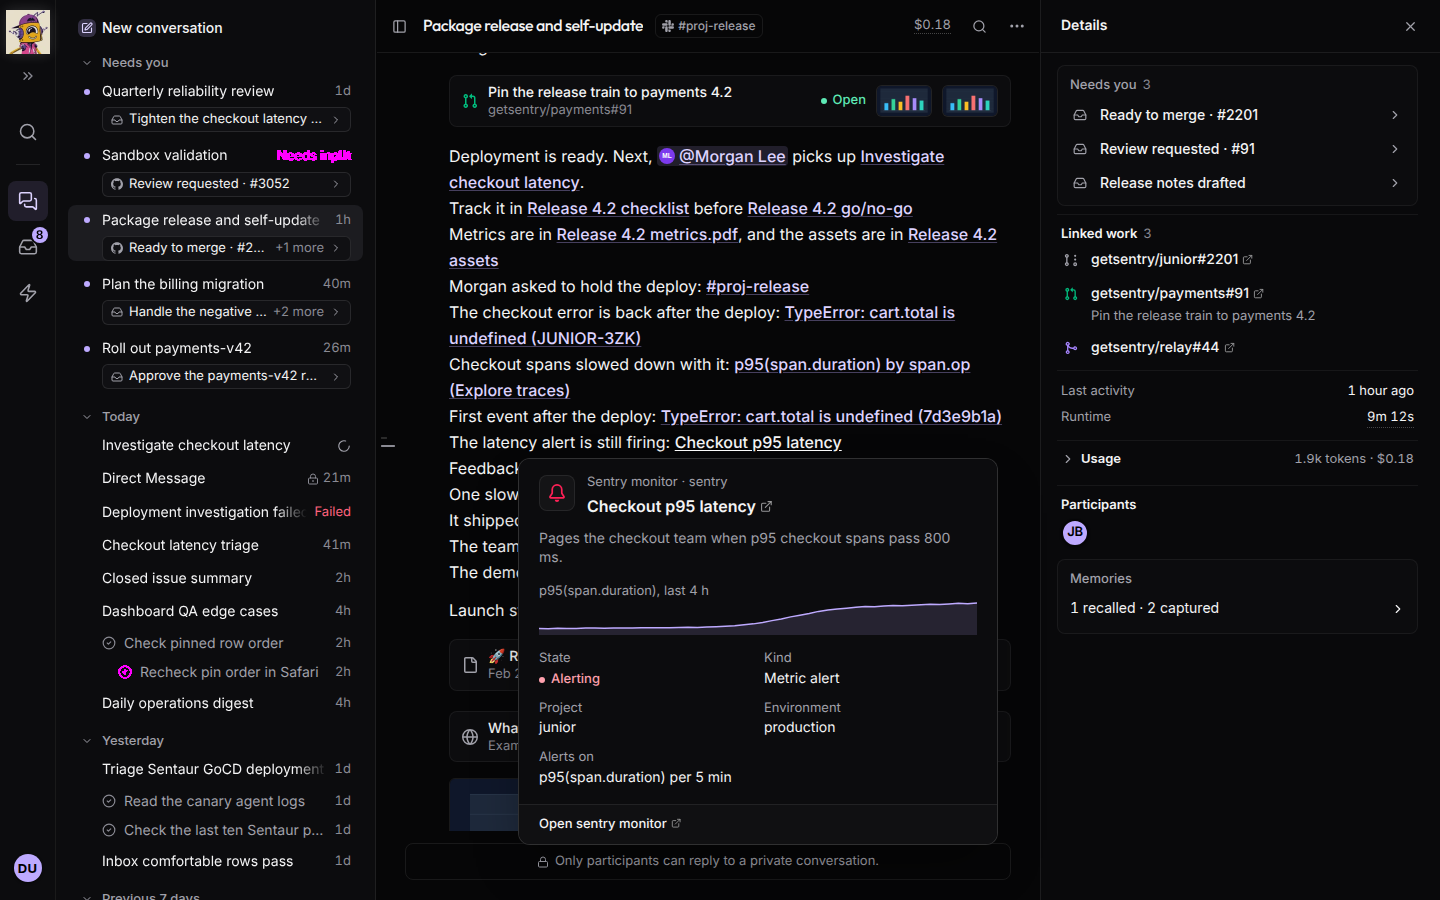 New conversation
Needs you
Quarterly reliability review 1d
Tighten the checkout latency ...
Sandbox validation
Review requested · #3052
Package release and self-update 1h
Ready to merge · #2... +1 more
Plan the billing migration 40m
Handle the negative ... +2 more
Roll out payments-v42 26m
Approve the payments-v42 r...
Today
Investigate checkout latency
Direct Message 21m
Deployment investigation failed Failed
Checkout latency triage 41m
Closed issue summary 2h
Dashboard QA edge cases 4h
Check pinned row order 2h
Recheck pin order in Safari 2h
Daily operations digest 4h
Yesterday
Triage Sentaur GoCD deployment 1d
Read the canary agent logs 1d
Check the last ten Sentaur p... 1d
Inbox comfortable rows pass 1d
Previous 7 days
8
DU
Package release and self-update #proj-release $0.18
Pin the release train to payments 4.2
getsentry/payments#91
Open
Deployment is ready. Next, ML @Morgan Lee picks up Investigate
checkout latency.
Track it in Release 4.2 checklist before Release 4.2 go/no-go
Metrics are in Release 4.2 metrics.pdf, and the assets are in Release 4.2
assets
Morgan asked to hold the deploy: #proj-release
The checkout error is back after the deploy: TypeError: cart.total is
undefined (JUNIOR-3ZK)
Checkout spans slowed down with it: p95(span.duration) by span.op
(Explore traces)
First event after the deploy: TypeError: cart.total is undefined (7d3e9b1a)
The latency alert is still firing: Checkout p95 latency
Feedback
One slow
It shipped
The team
The demo
Launch
Feb
Sentry monitor · sentry
Checkout p95 latency
Pages the checkout team when p95 checkout spans pass 800
ms.
p95(span.duration), last 4 h
State
Alerting
Kind
Metric alert
Project
junior
Environment
production
Alerts on
p95(span.duration) per 5 min
Open sentry monitor
Only participants can reply to a private conversation.
Details
Needs you 3
Ready to merge · #2201
Review requested · #91
Release notes drafted
Linked work 3
getsentry/junior#2201
getsentry/payments#91
Pin the release train to payments 4.2
getsentry/relay#44
Last activity 1 hour ago
Runtime 9m 12s
Usage 1.9k tokens · $0.18
Participants
JB
Memories
1 recalled · 2 captured